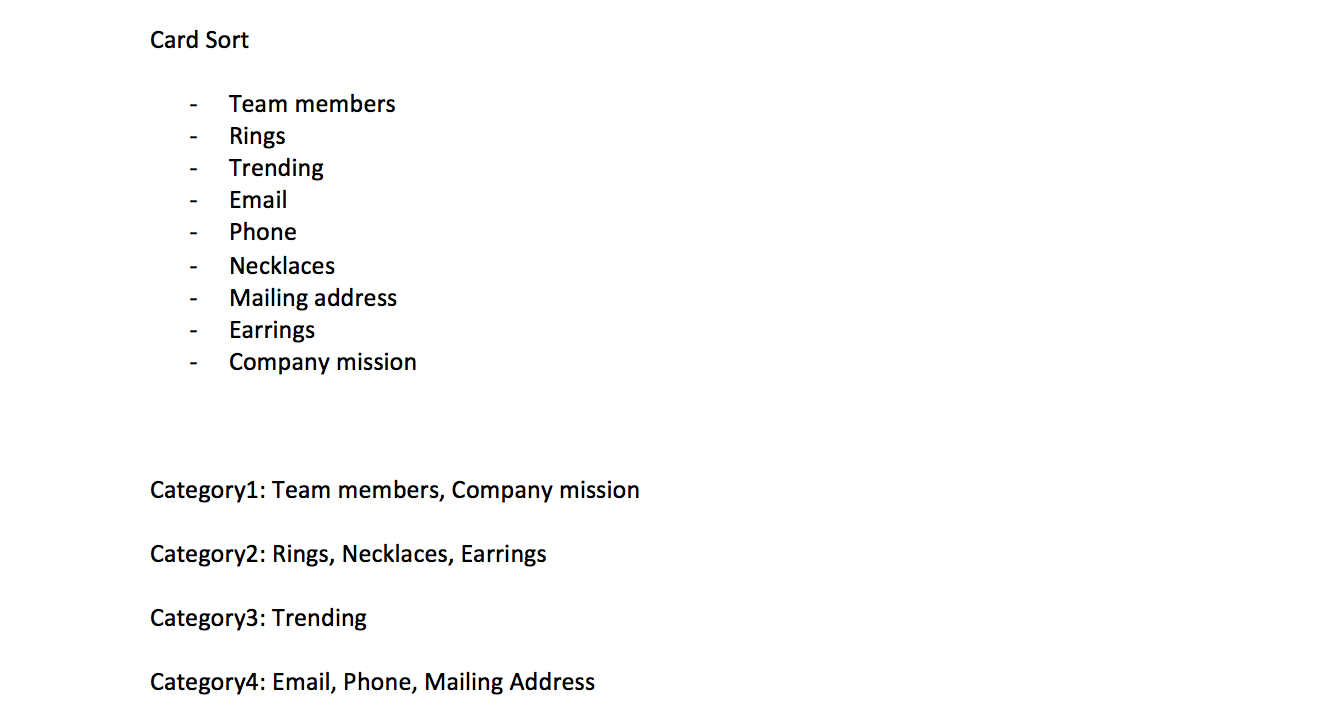 Card Sort
- Team members
- Rings
- Trending
- Email
- Phone
- Necklaces
- Mailing address
- Earrings
- Company mission
Category1: Team members, Company mission
Category2: Rings, Necklaces, Earrings
Category3: Trending
Category4: Email, Phone, Mailing Address